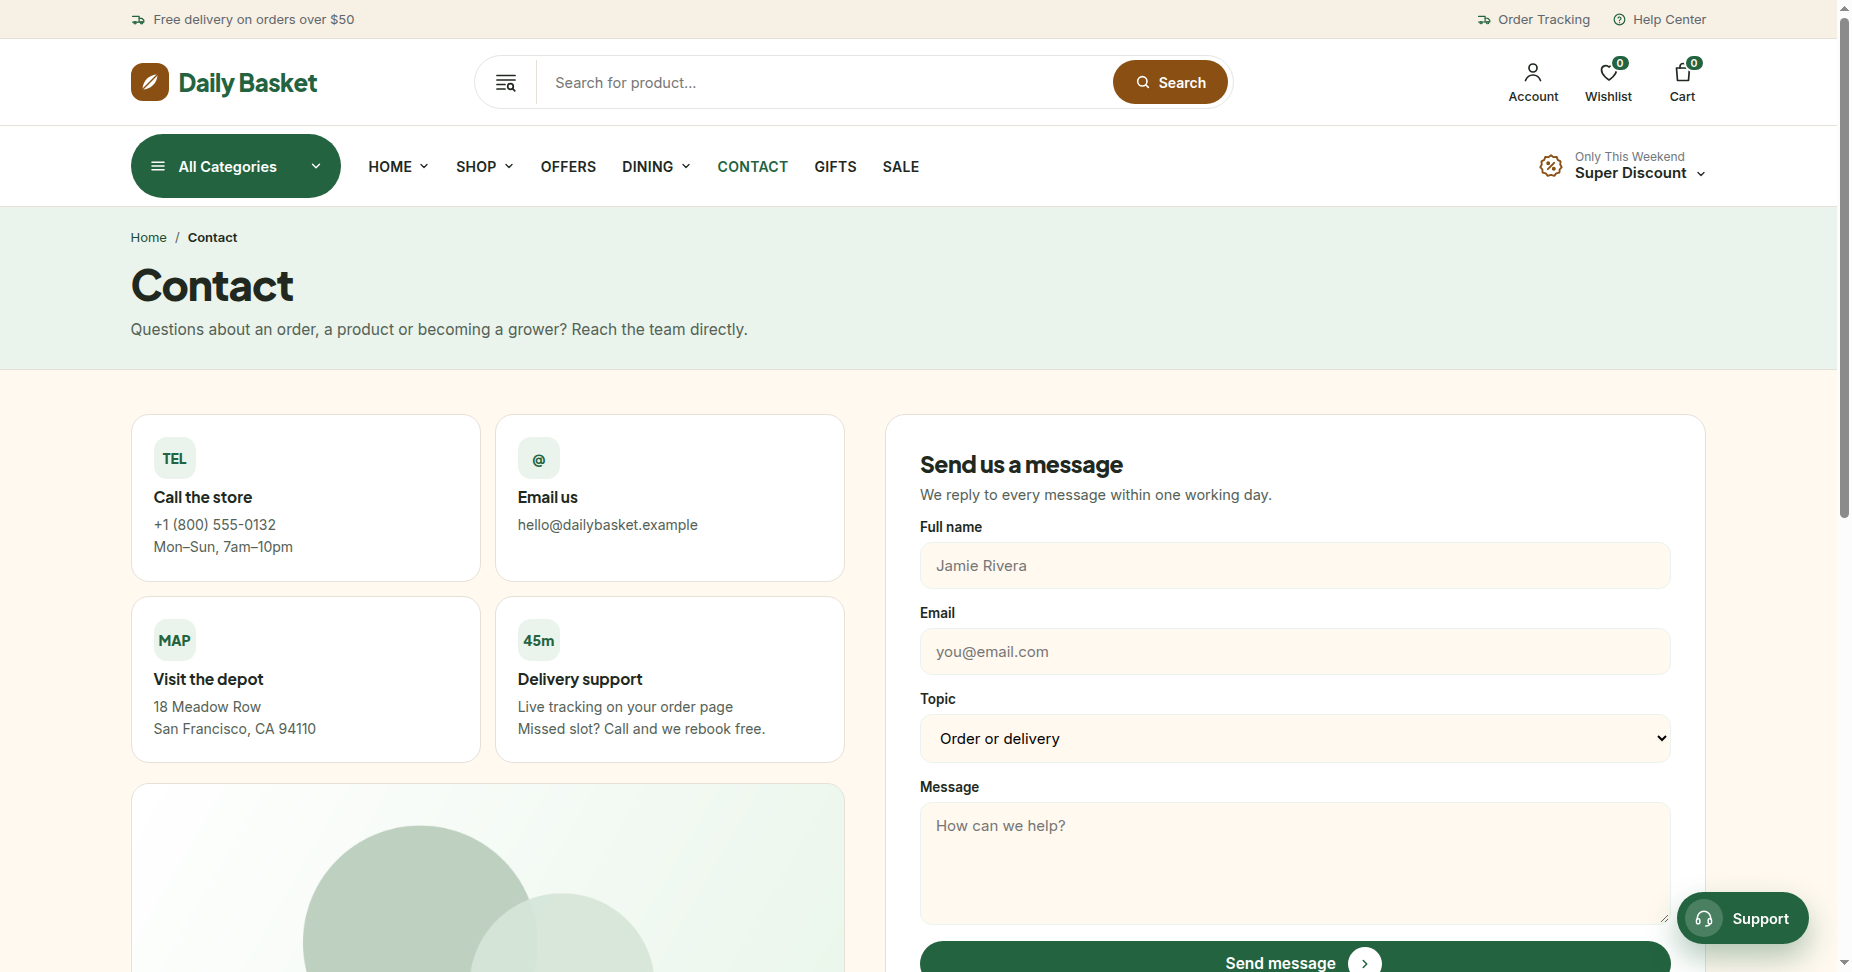 Free delivery on orders over $50
Order Tracking
Help Center
Daily Basket
Search for product...
Search
Account
0
Wishlist
0
Cart
All Categories
HOME
SHOP
OFFERS
DINING
CONTACT
GIFTS
SALE
Only This Weekend
Super Discount
Home / Contact
Contact
Questions about an order, a product or becoming a grower? Reach the team directly.
TEL
Call the store
+1 (800) 555-0132
Mon–Sun, 7am–10pm
@
Email us
hello@dailybasket.example
MAP
Visit the depot
18 Meadow Row
San Francisco, CA 94110
45m
Delivery support
Live tracking on your order page
Missed slot? Call and we rebook free.
Send us a message
We reply to every message within one working day.
Full name
Jamie Rivera
Email
you@email.com
Topic
Order or delivery
Message
How can we help?
Send message
Support